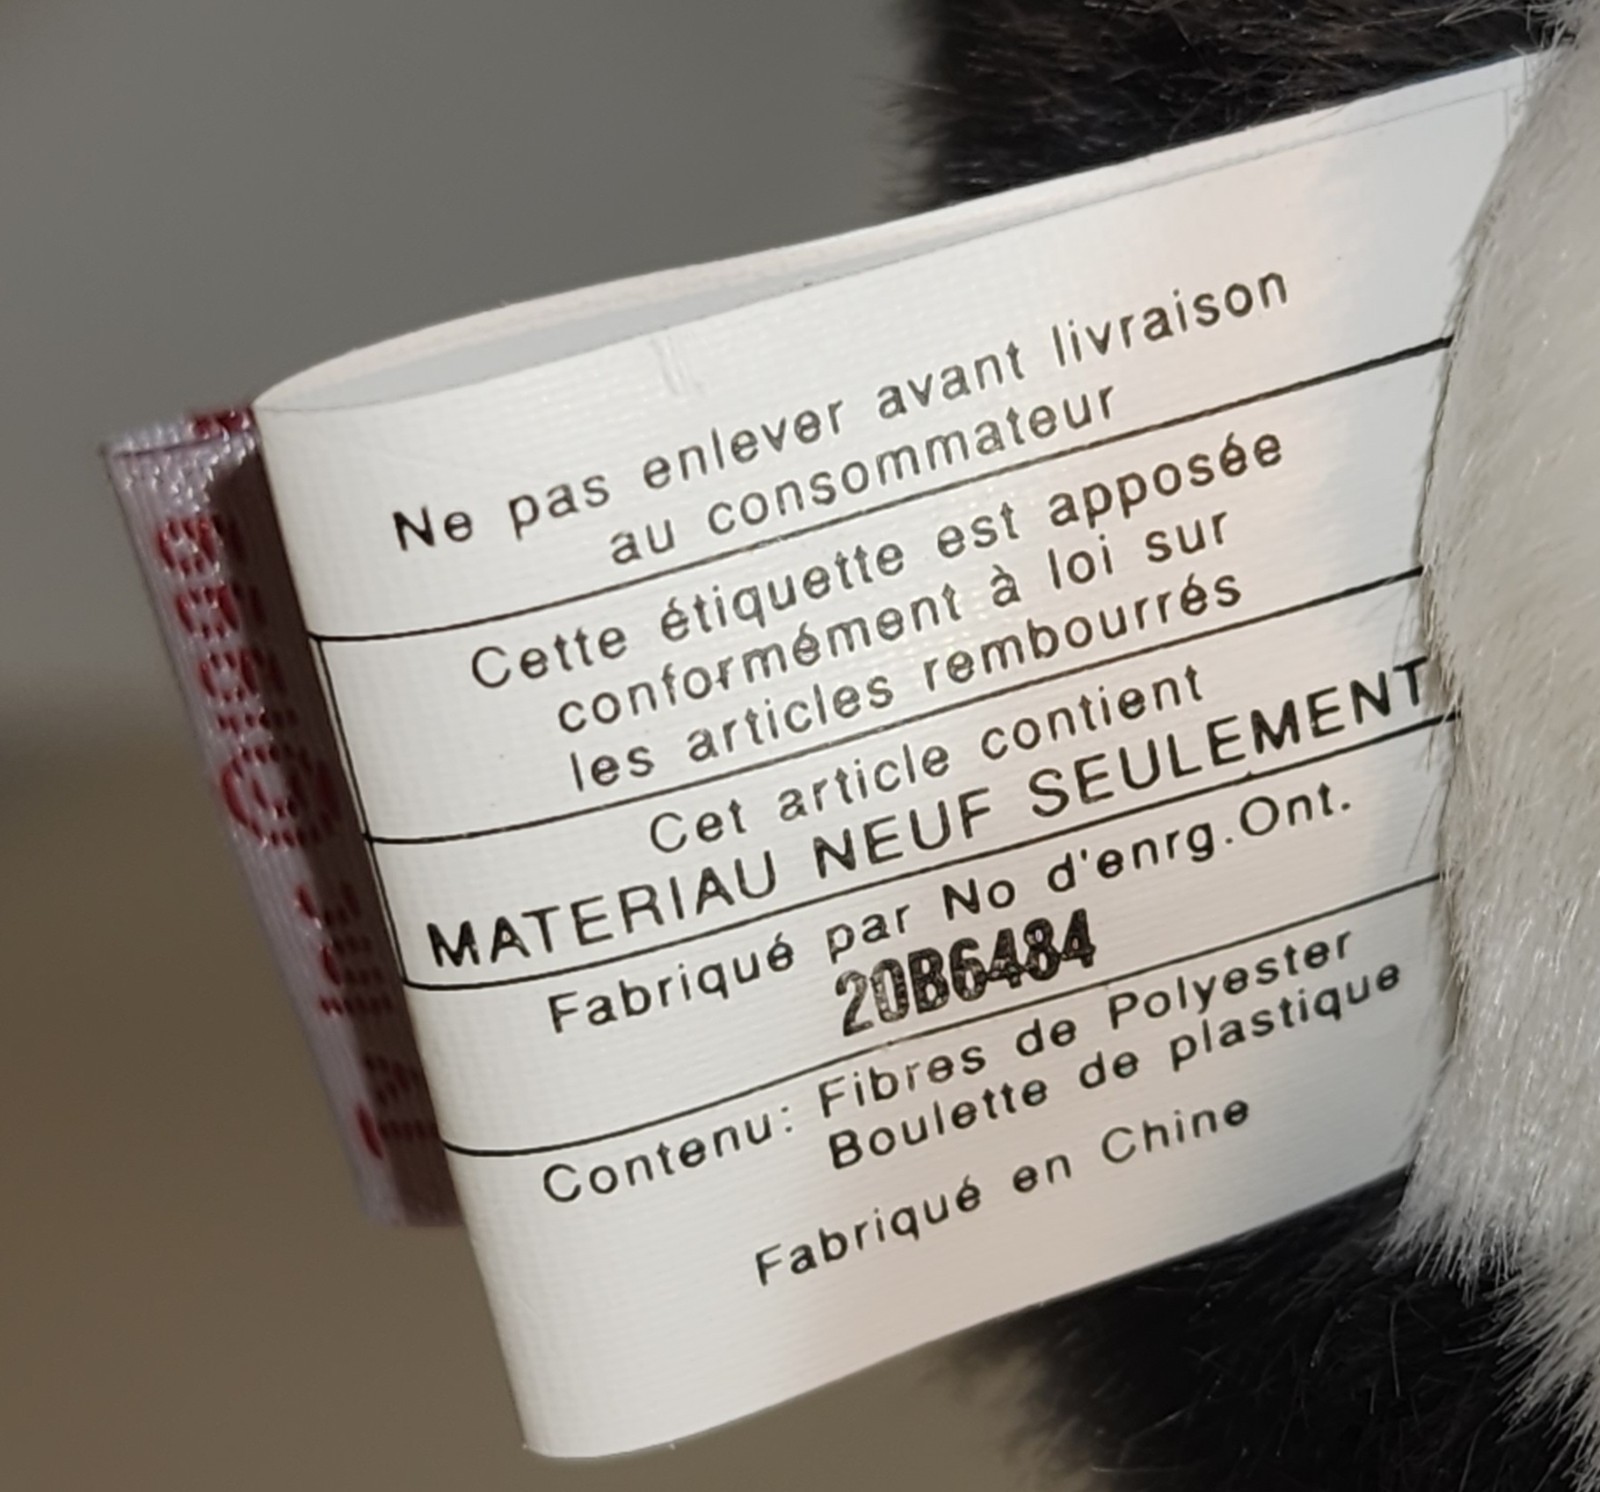 Ne pas enlever avant livraison
au consommateur
Cette étiquette est apposée
conformément à loi sur
les articles rembourrés
Cet article contient
MATERIAU NEUF SEULEMENT
Fabriqué par No d'enrg.Ont.
20B6484
Contenu: Fibres de Polyester
Boulette de plastique
Fabriqué en Chine